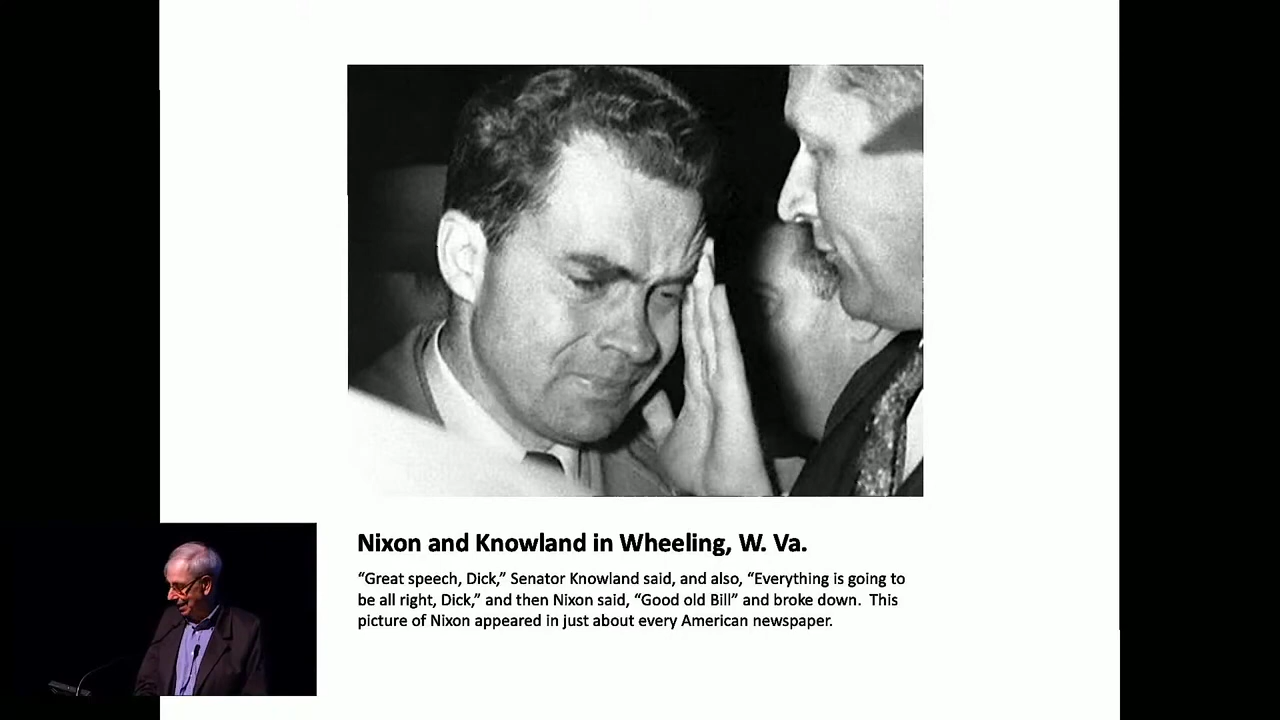 Nixon and Knowland in Wheeling, W. Va.
“Great speech, Dick,” Senator Knowland said, and also, “Everything is going to
be all right, Dick,” and then Nixon said, “Good old Bill” and broke down.  This
picture of Nixon appeared in just about every American newspaper.